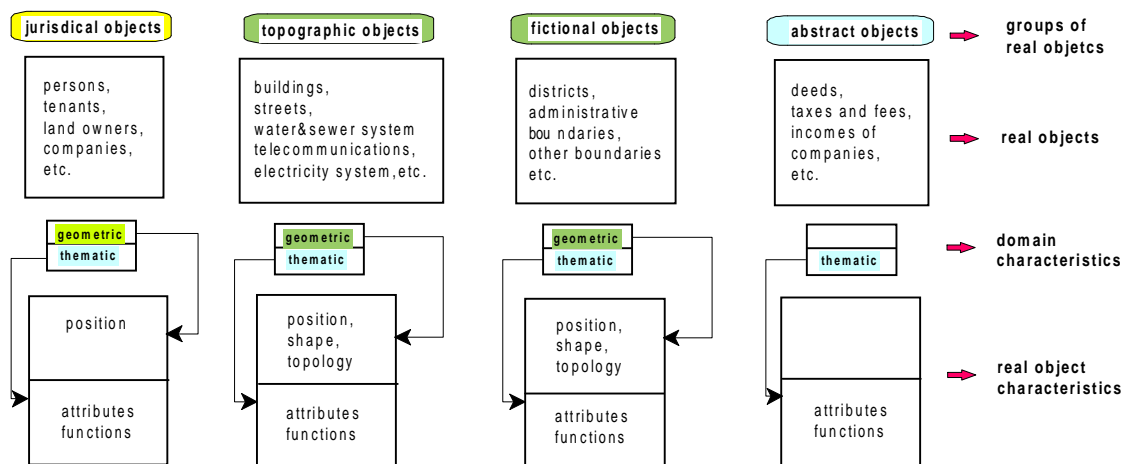 jurisdical objects
topographic objects
fictional objects
abstract objects
groups of
real objetcs
persons,
tenants,
land owners,
companies,
etc.
buildings,
streets,
water&sewer system
telecommunications,
electricity system,etc.
districts,
administrative
bou ndaries,
other boundaries
etc.
deeds,
taxes and fees,
incomes of
companies,
etc.
real objects
geometric
thematic
geometric
thematic
geometric
thematic
thematic
domain
characteristics
position
attributes
functions
position,
shape,
topology
attributes
functions
position,
shape,
topology
attributes
functions
attributes
functions
real object
characteristics